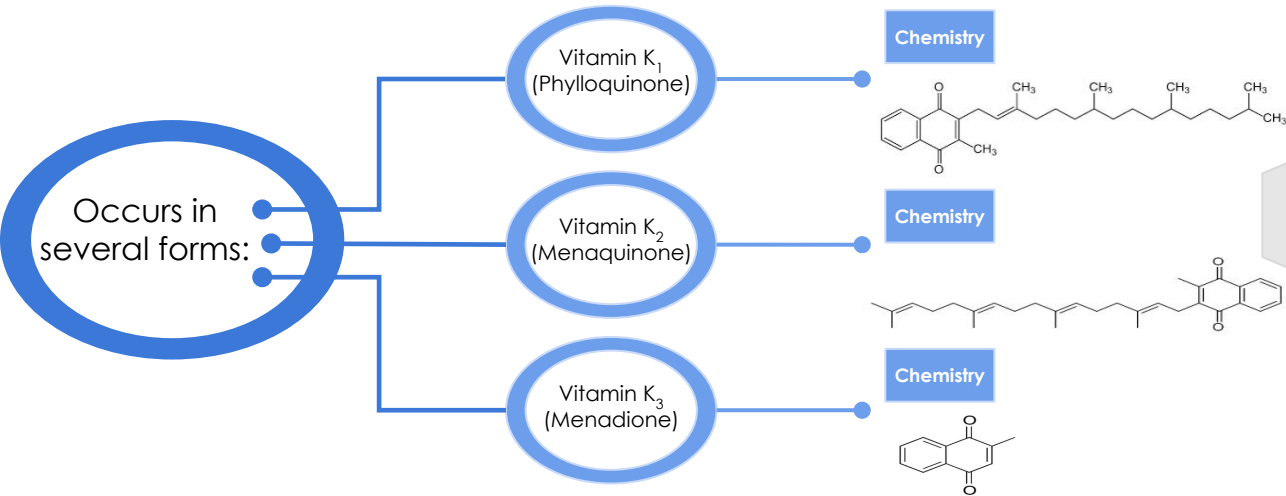 Occurs in
several forms:
Vitamin K₁
(Phylloquinone)
Chemistry
O
CH₃
CH₃
CH₃
CH₃
CH₃
CH₃
O
Vitamin K₂
(Menaquinone)
Chemistry
O
O
Vitamin K₃
(Menadione)
Chemistry
O
O